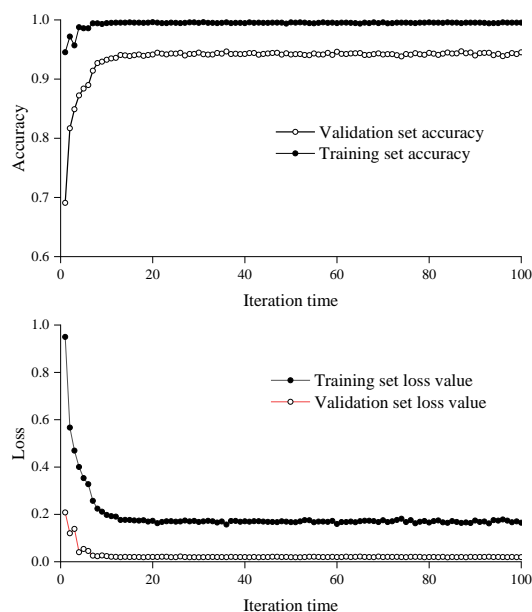 1.0
0.9
0.8
0.7
0.6
Accuracy
Validation set accuracy
Training set accuracy
0 20 40 60 80 100
Iteration time
1.0
0.8
0.6
0.4
0.2
0.0
Loss
Training set loss value
Validation set loss value
0 20 40 60 80 100
Iteration time